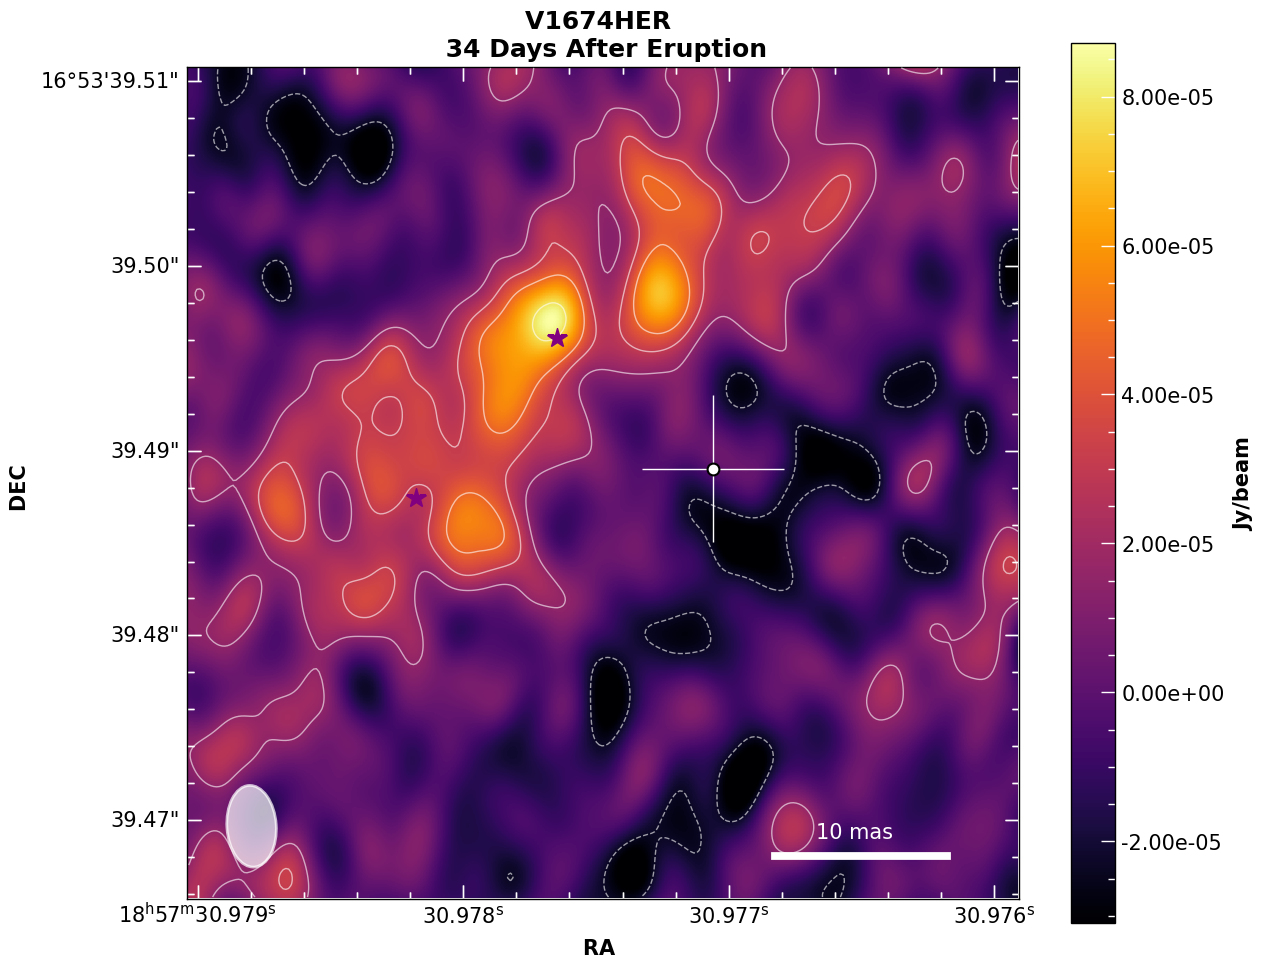 V1674HER
34 Days After Eruption
16°53'39.51"
39.50"
39.49"
39.48"
39.47"
DEC
18ʰ57ᵐ30.979ˢ
30.978ˢ
30.977ˢ
30.976ˢ
RA
10 mas
8.00e-05
6.00e-05
4.00e-05
2.00e-05
0.00e+00
-2.00e-05
Jy/beam